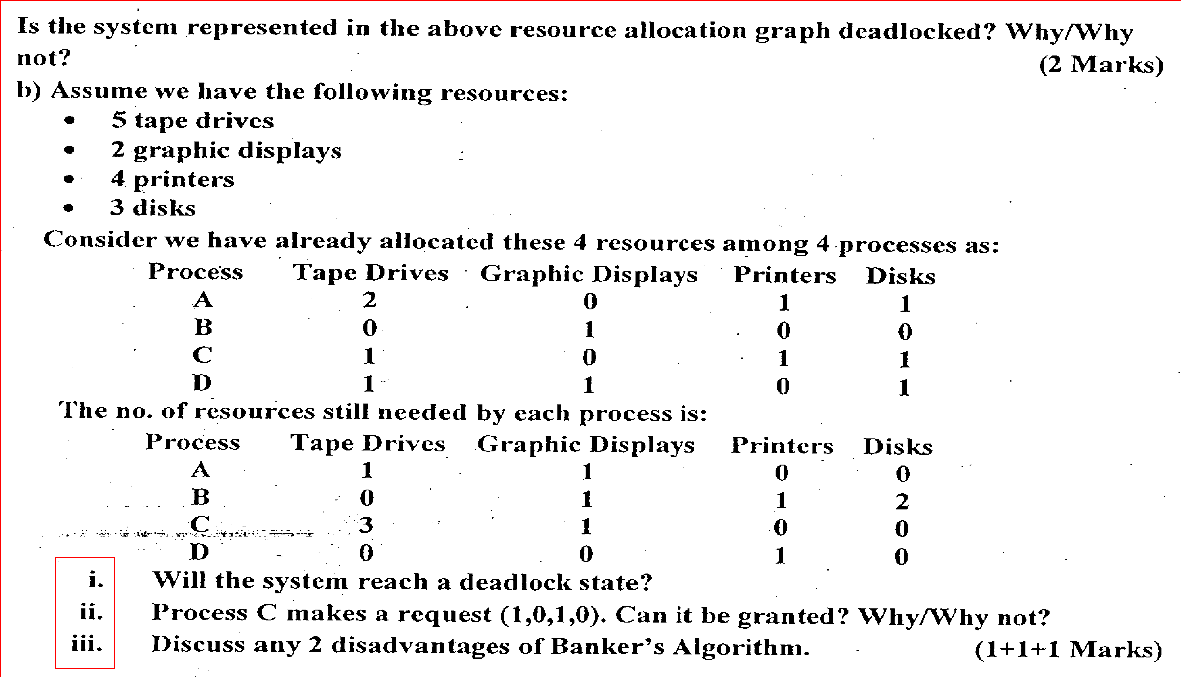 Is the system represented in the above resource allocation graph deadlocked? Why/Why
not? (2 Marks)
b) Assume we have the following resources:
• 5 tape drives
• 2 graphic displays
• 4 printers
• 3 disks
Consider we have already allocated these 4 resources among 4 processes as:
Process Tape Drives Graphic Displays Printers Disks
A 2 0 1 1
B 0 1 0 0
C 1 0 1 1
D 1 1 0 1
The no. of resources still needed by each process is:
Process Tape Drives Graphic Displays Printers Disks
A 1 1 0 0
B 0 1 1 2
C 3 1 0 0
D 0 0 1 0
i. Will the system reach a deadlock state?
ii. Process C makes a request (1,0,1,0). Can it be granted? Why/Why not?
iii. Discuss any 2 disadvantages of Banker's Algorithm. (1+1+1 Marks)